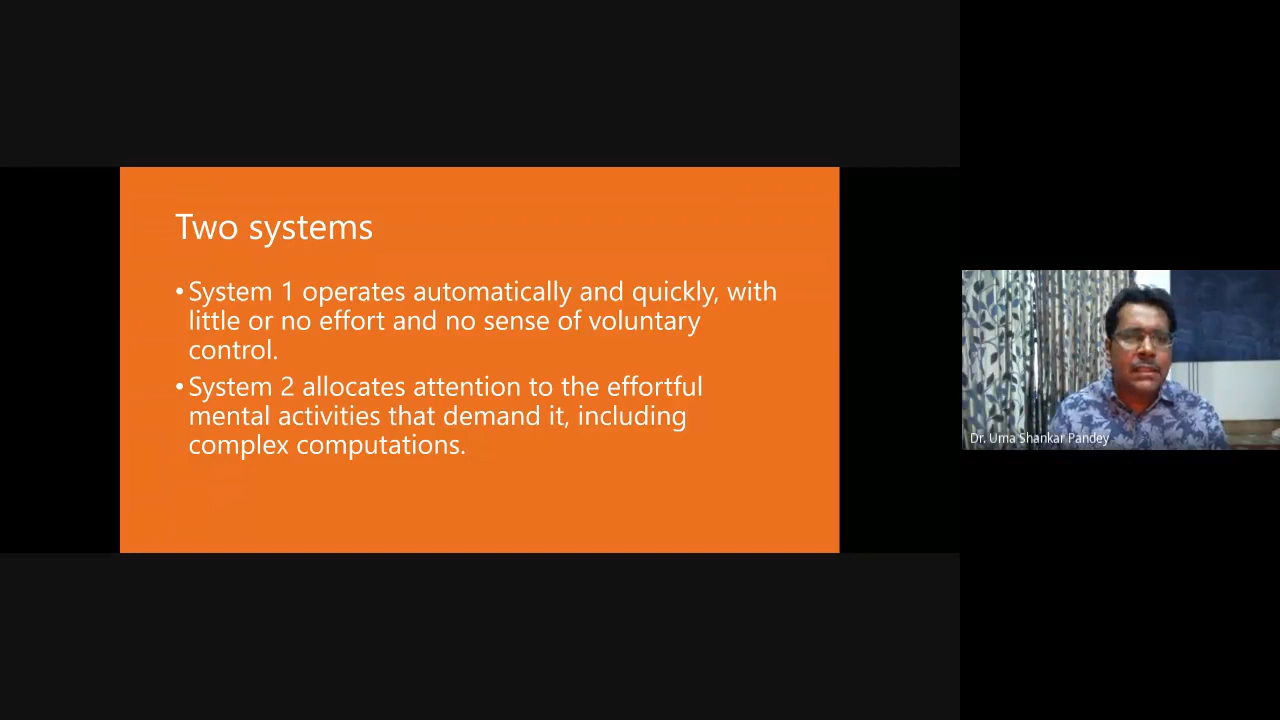 Two systems
• System 1 operates automatically and quickly, with
little or no effort and no sense of voluntary
control.
• System 2 allocates attention to the effortful
mental activities that demand it, including
complex computations.
Dr. Uma Shankar Pandey